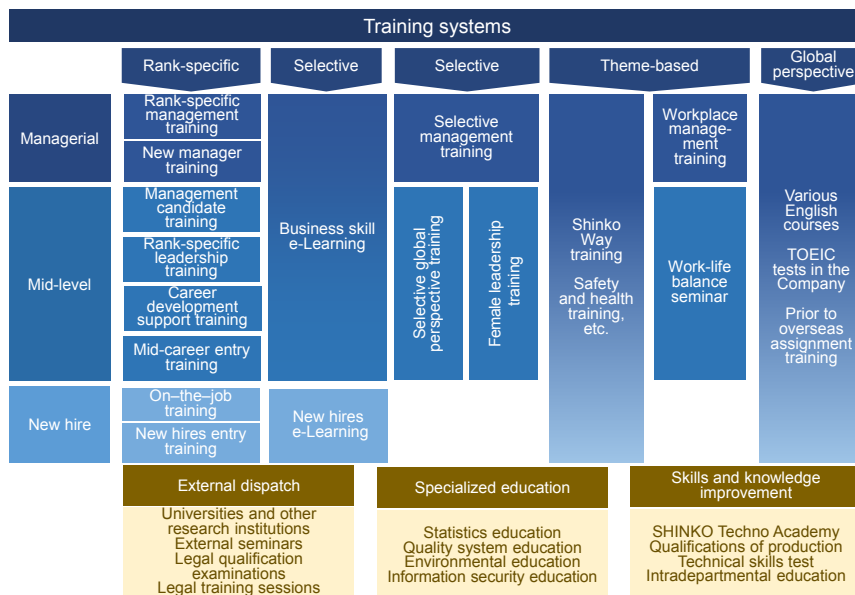 Training systems
Rank-specific
Selective
Selective
Theme-based
Global
perspective
Managerial
Rank-specific
management
training
New manager
training
Selective
management
training
Workplace
manage-
ment
training
Mid-level
Management
candidate
training
Rank-specific
leadership
training
Career
development
support training
Mid-career entry
training
Business skill
e-Learning
Selective global
perspective training
Female leadership
training
Shinko
Way
training
Safety
and health
training,
etc.
Work-life
balance
seminar
Various
English
courses
TOEIC
tests in the
Company
Prior to
overseas
assignment
training
New hire
On–the–job
training
New hires entry
training
New hires
e-Learning
External dispatch
Universities and other
research institutions
External seminars
Legal qualification
examinations
Legal training sessions
Specialized education
Statistics education
Quality system education
Environmental education
Information security education
Skills and knowledge
improvement
SHINKO Techno Academy
Qualifications of production
Technical skills test
Intradepartmental education